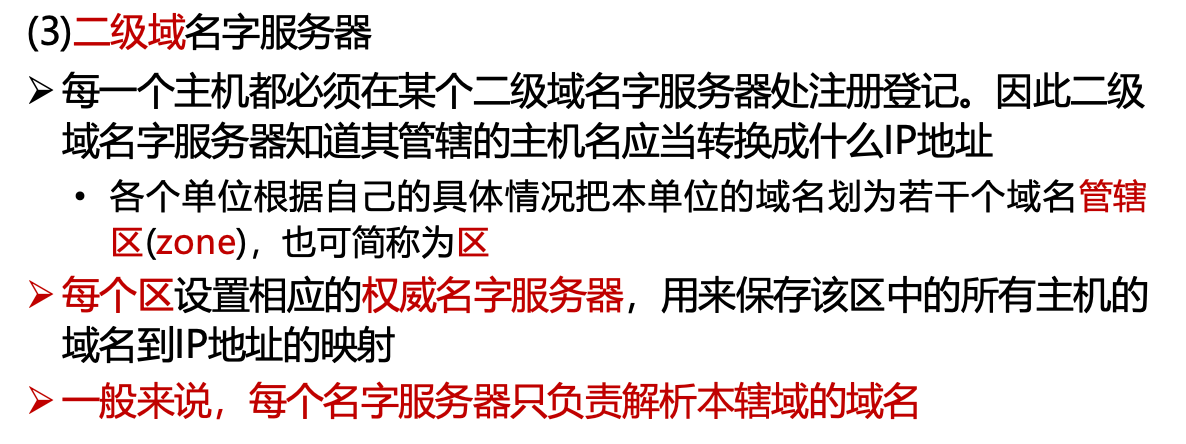 (3)二级域名字服务器
➢ 每一个主机都必须在某个二级域名字服务器处注册登记。因此二级
域名字服务器知道其管辖的主机名应当转换成什么IP地址
• 各个单位根据自己的具体情况把本单位的域名划为若干个域名管辖
区(zone)，也可简称为区
➢ 每个区设置相应的权威名字服务器，用来保存该区中的所有主机的
域名到IP地址的映射
➢ 一般来说，每个名字服务器只负责解析本辖域的域名